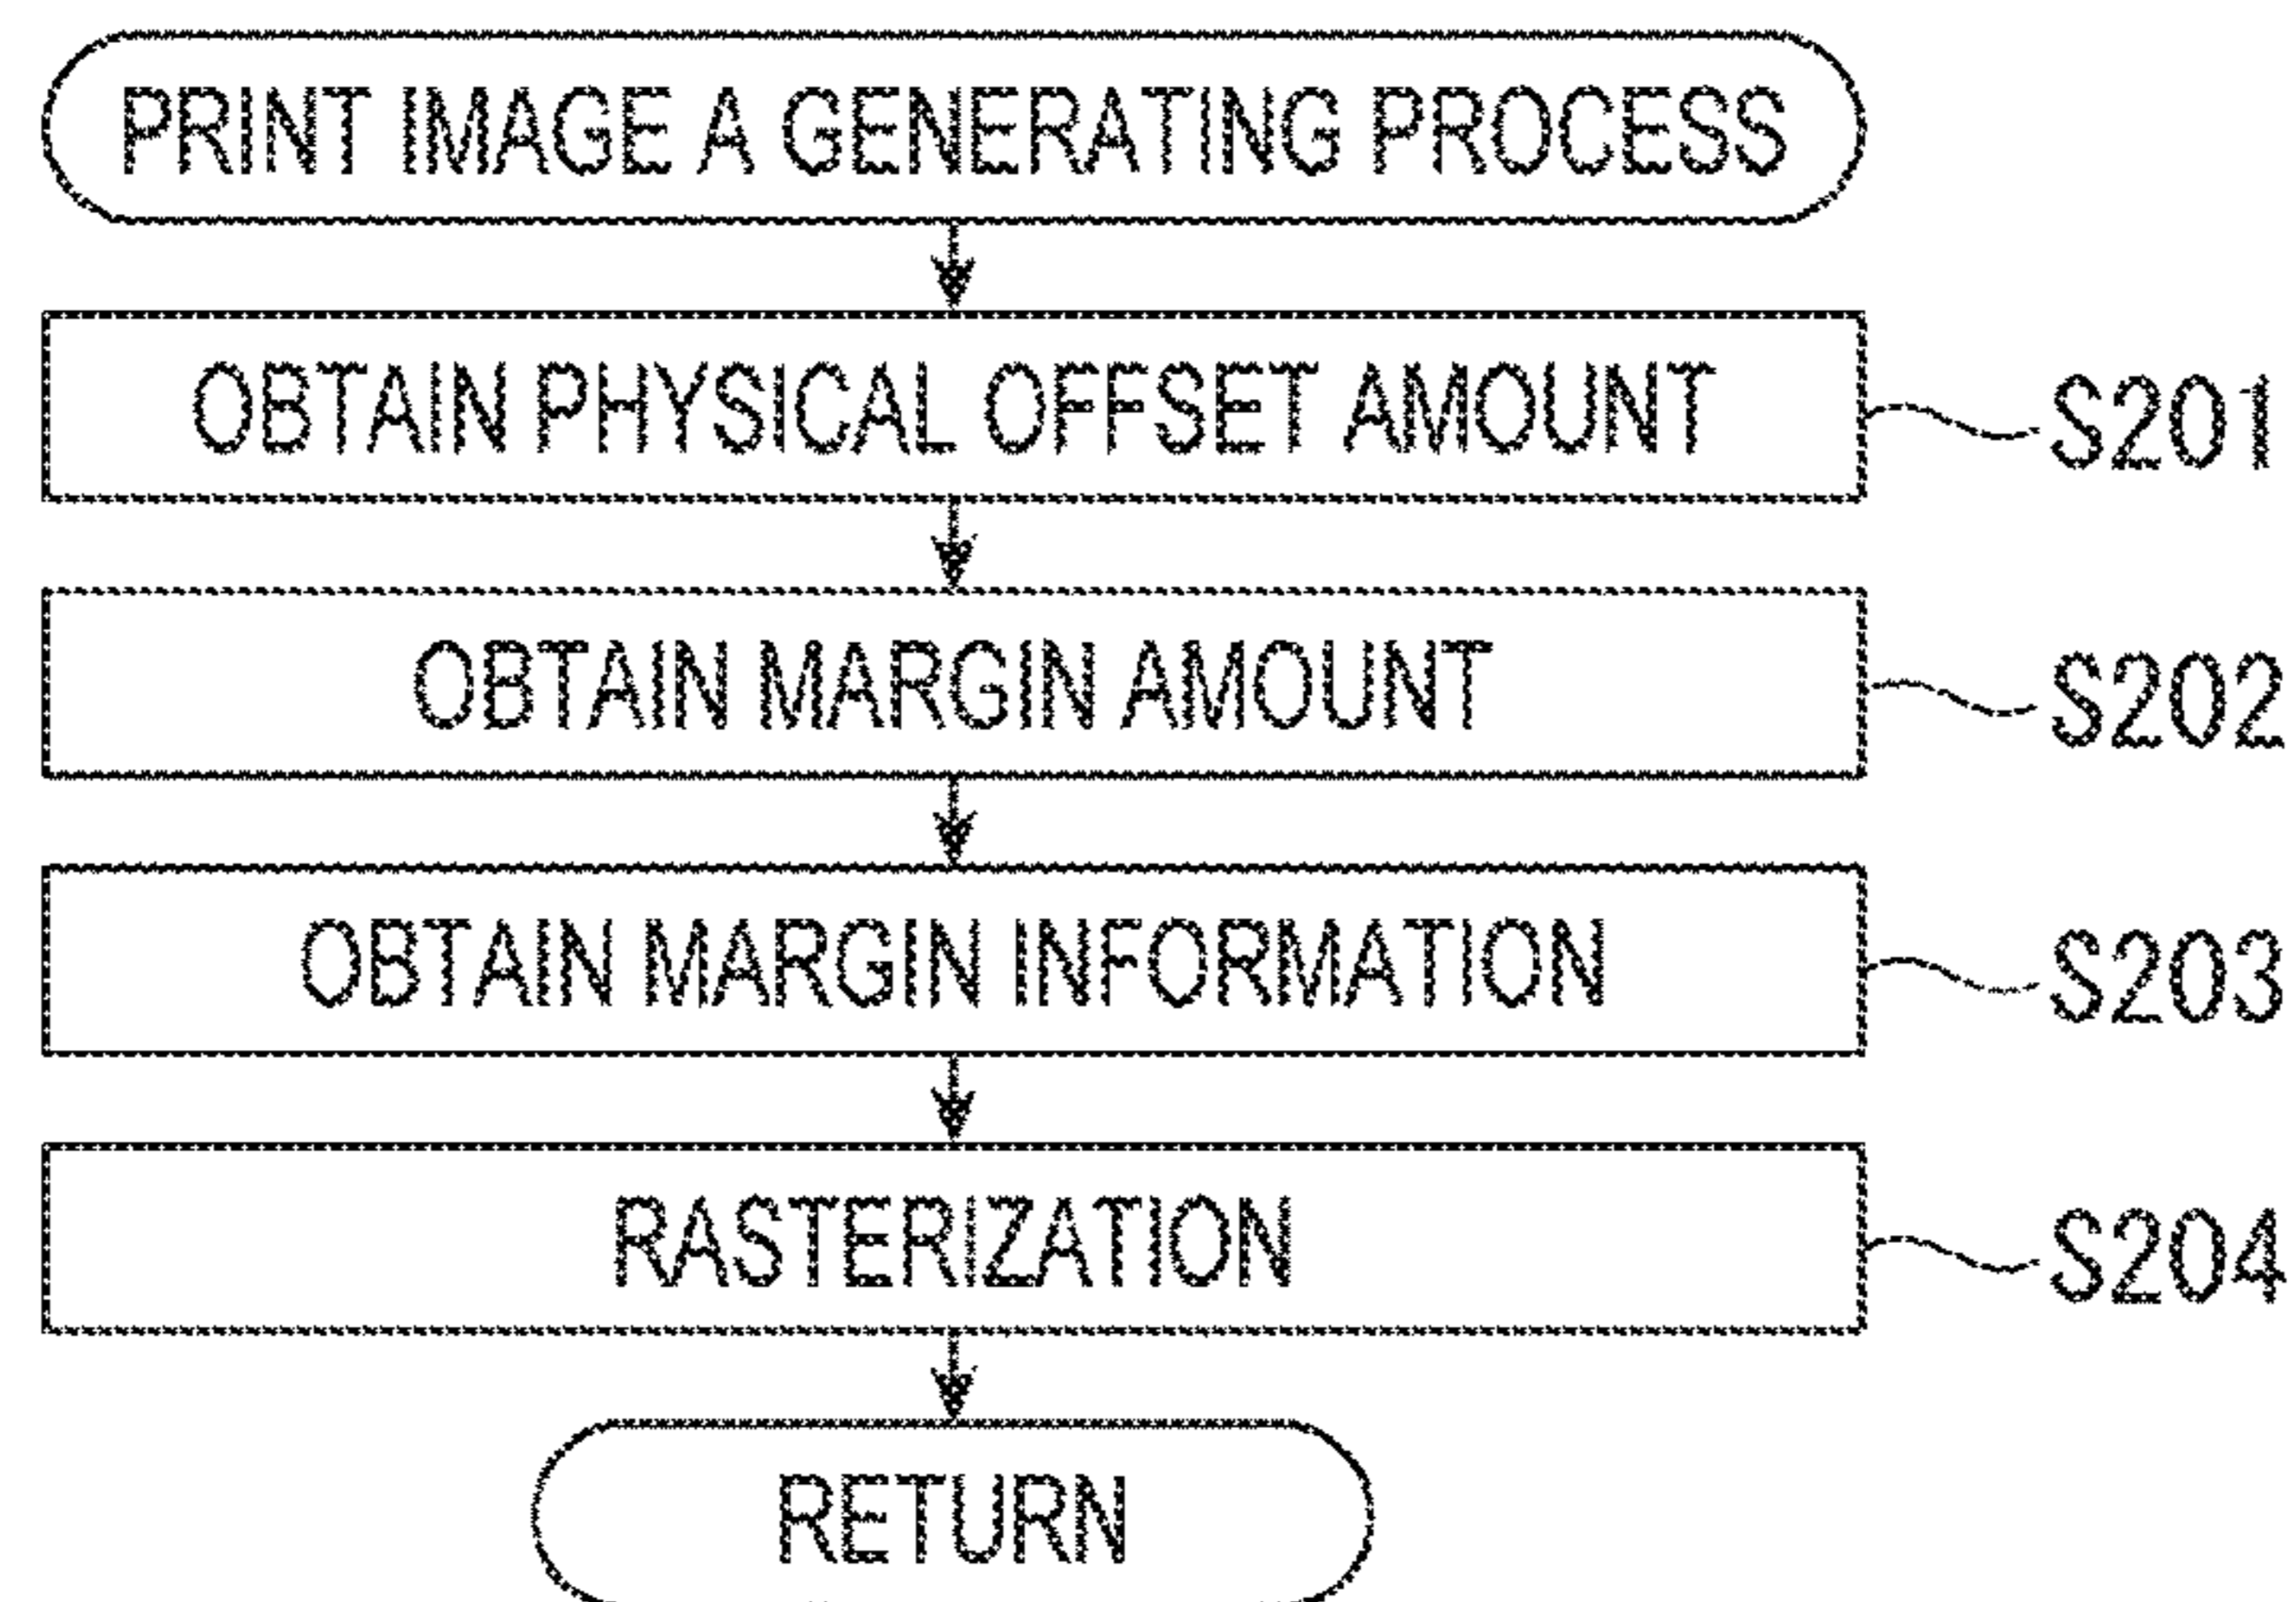 PRINT IMAGE A GENERATING PROCESS
OBTAIN PHYSICAL OFFSET AMOUNT
S201
OBTAIN MARGIN AMOUNT
S202
OBTAIN MARGIN INFORMATION
S203
RASTERIZATION
S204
RETURN